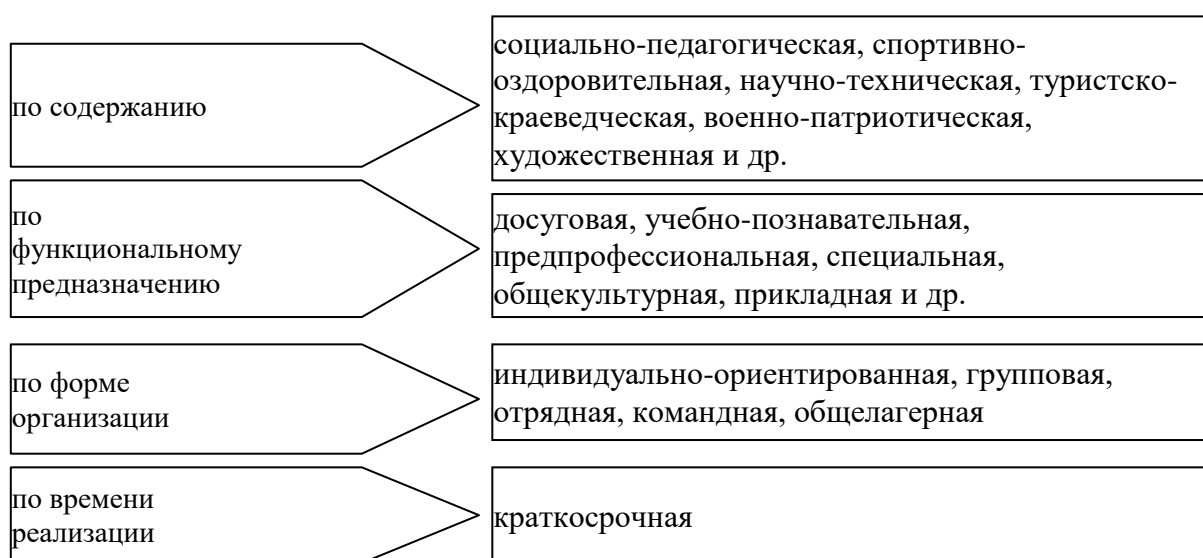 по содержанию
социально-педагогическая, спортивно-
оздоровительная, научно-техническая, туристско-
краеведческая, военно-патриотическая,
художественная и др.
по
функциональному
предназначению
досуговая, учебно-познавательная,
предпрофессиональная, специальная,
общекультурная, прикладная и др.
по форме
организации
индивидуально-ориентированная, групповая,
отрядная, командная, общелагерная
по времени
реализации
краткосрочная